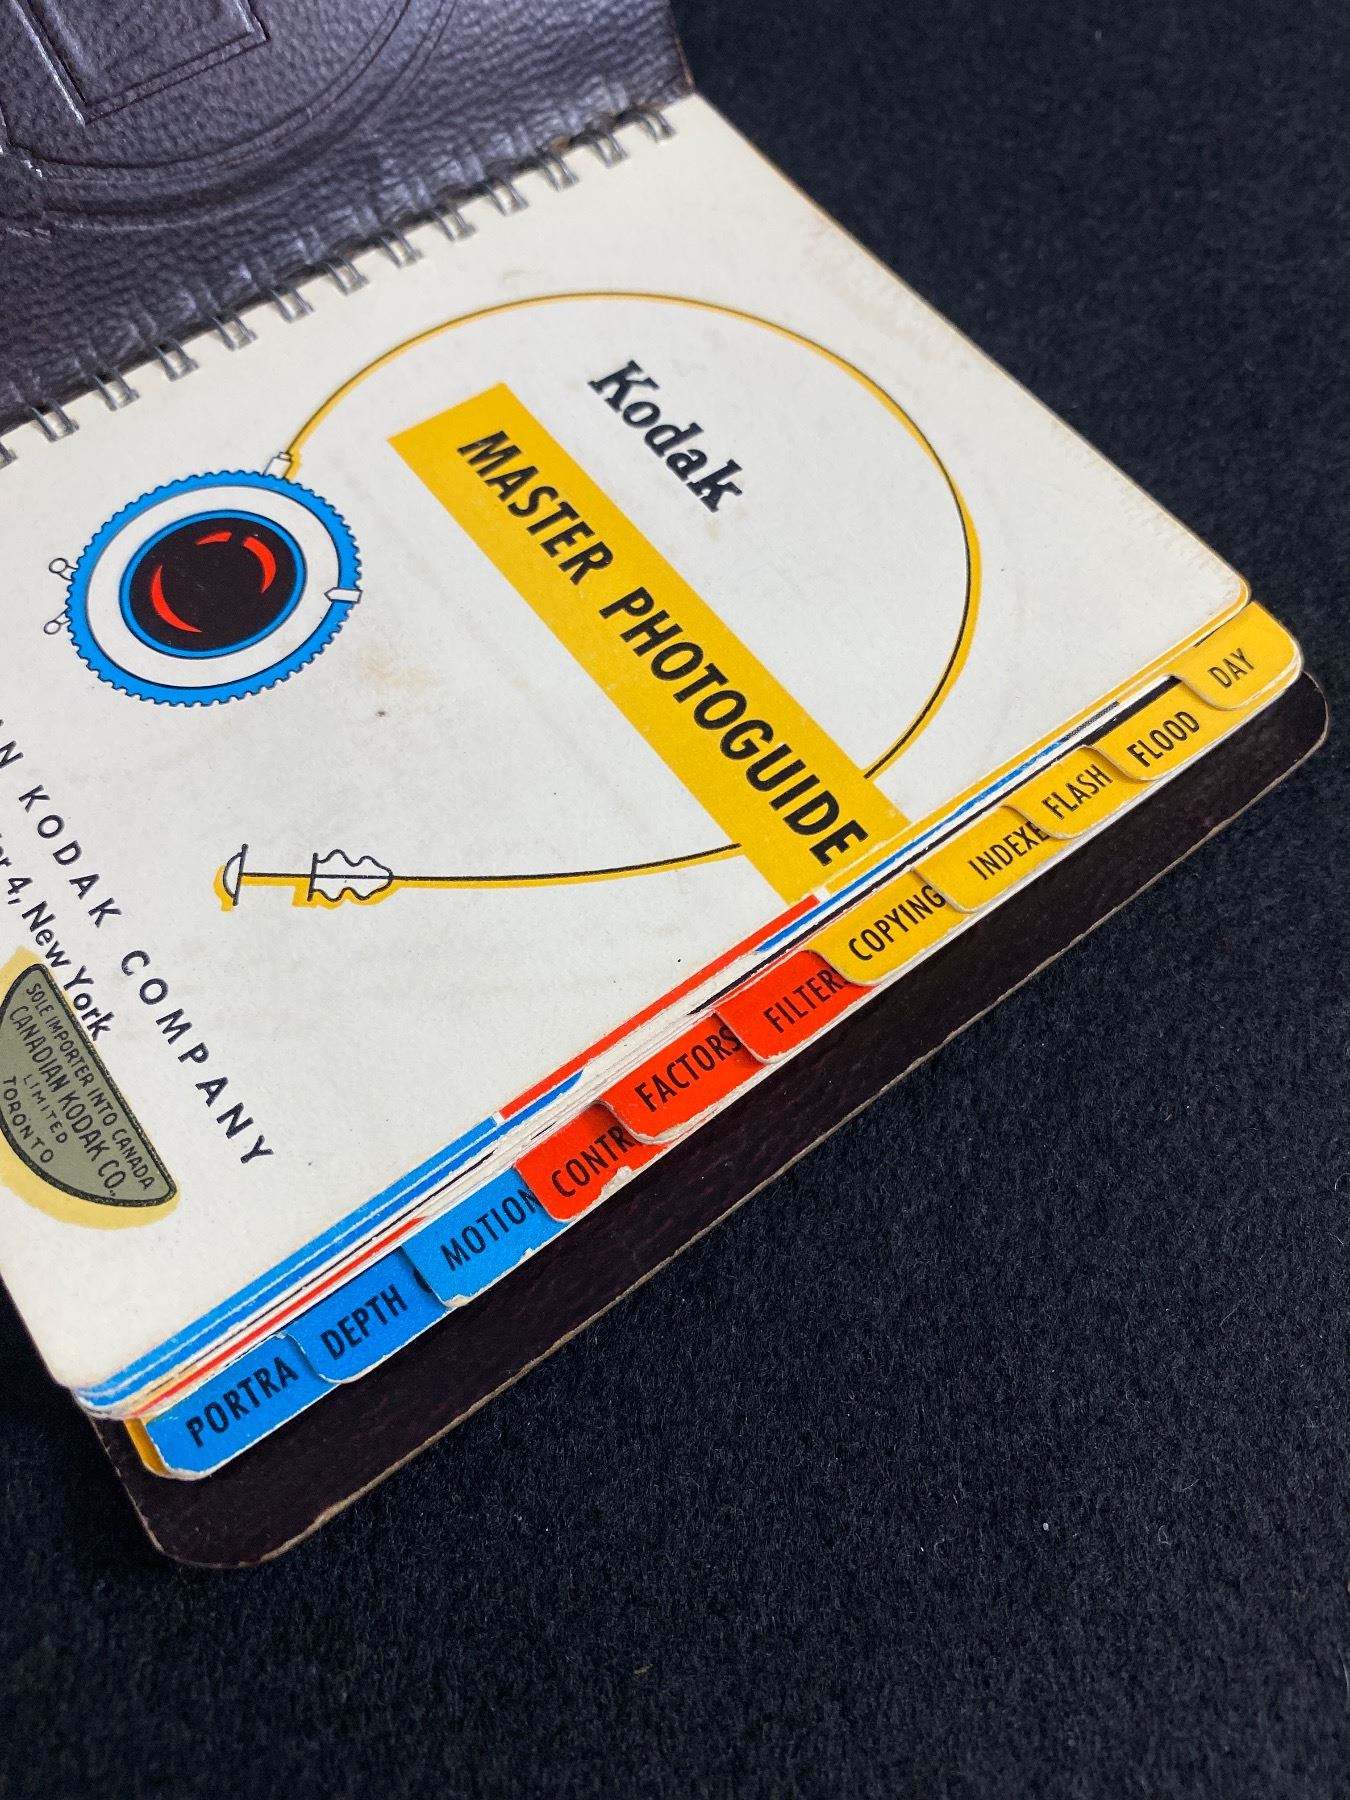 Kodak
MASTER PHOTOGUIDE
N KODAK COMPANY
4, New York
SOLE IMPORTER INTO CANADA
CANADIAN KODAK CO.,
LIMITED
TORONTO
DAY
FLOOD
FLASH
INDEXE
COPYING
FILTERS
FACTORS
CONTR
MOTION
DEPTH
PORTRA